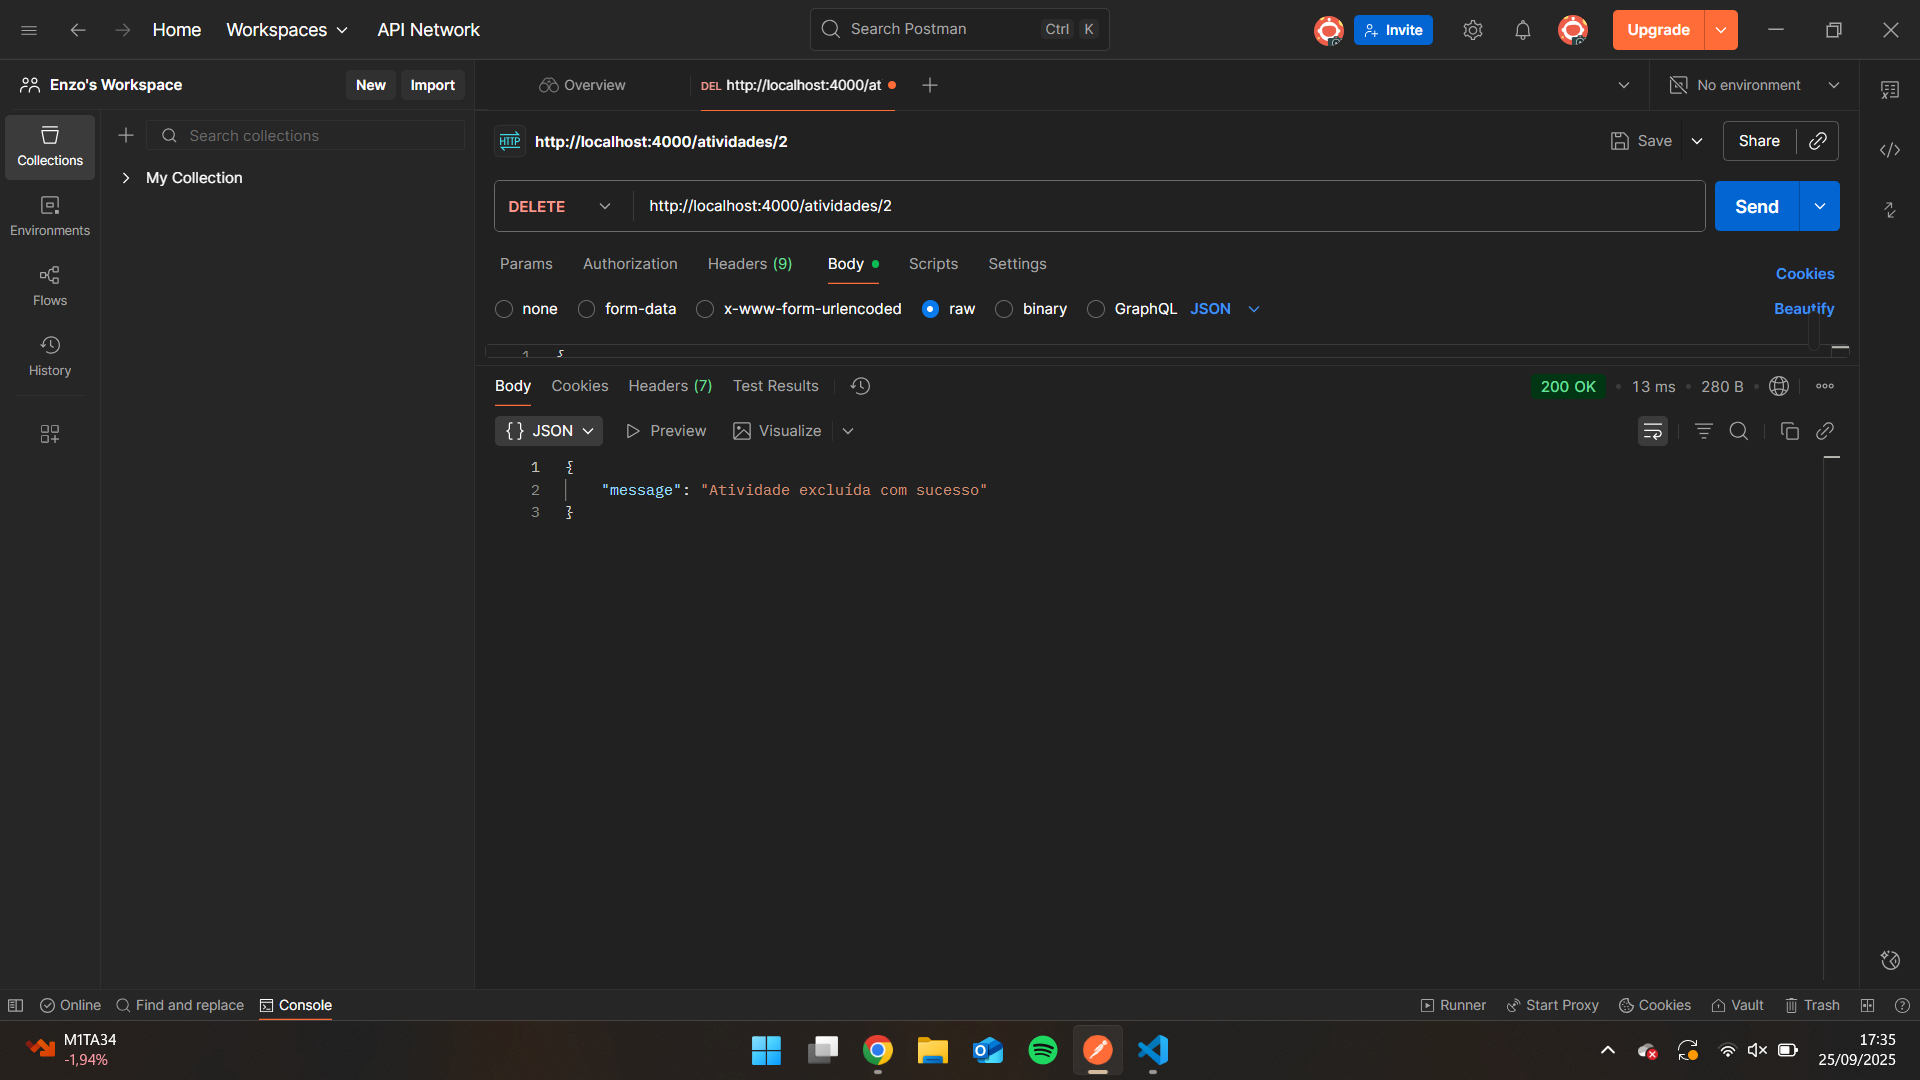 Home Workspaces API Network Search Postman Ctrl K Invite Upgrade
Enzo's Workspace New Import Overview DEL http://localhost:4000/at No environment
Search collections
HTTP http://localhost:4000/atividades/2 Save Share
Collections
My Collection
Environments
Flows
History
DELETE http://localhost:4000/atividades/2 Send
Params Authorization Headers (9) Body Scripts Settings Cookies
none form-data x-www-form-urlencoded raw binary GraphQL JSON Beautify
1 {
Body Cookies Headers (7) Test Results 200 OK • 13 ms • 280 B •
{} JSON Preview Visualize
1 {
2 "message": "Atividade excluída com sucesso"
3 }
Online Find and replace Console Runner Start Proxy Cookies Vault Trash
M1TA34
-1,94%
17:35
25/09/2025